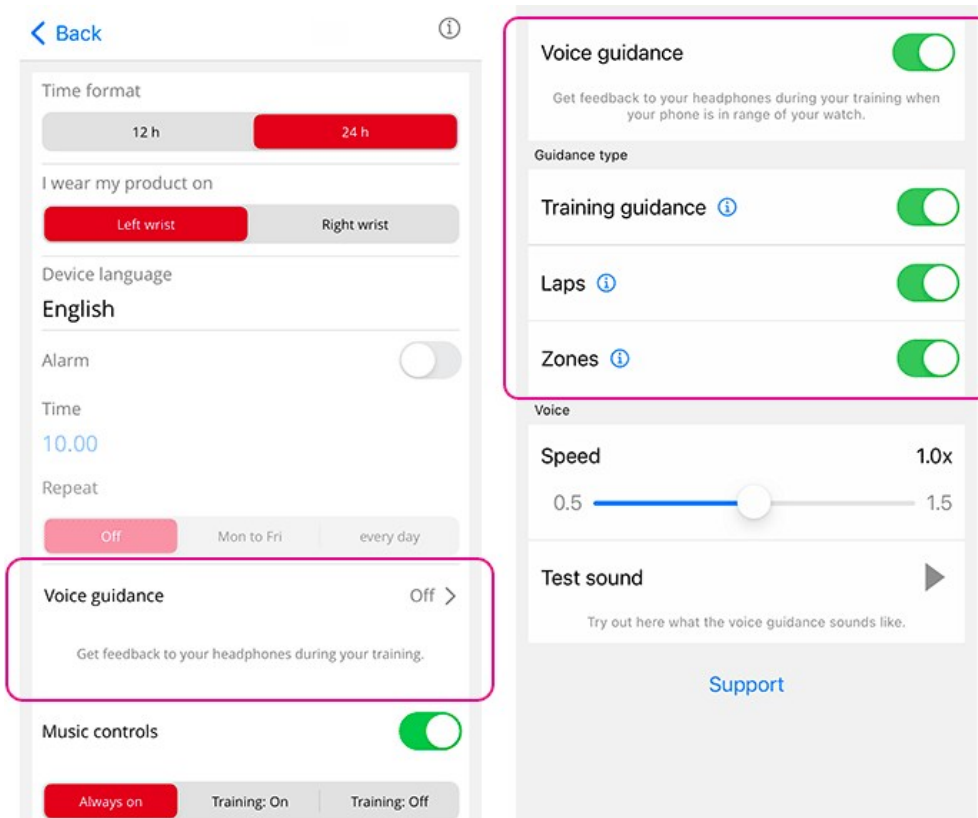 Back
Time format
12 h
24 h
I wear my product on
Left wrist
Right wrist
Device language
English
Alarm
Time
10.00
Repeat
Off
Mon to Fri
every day
Voice guidance
Off
Get feedback to your headphones during your training.
Music controls
Always on
Training: On
Training: Off
Voice guidance
Get feedback to your headphones during your training when
your phone is in range of your watch.
Guidance type
Training guidance
Laps
Zones
Voice
Speed
1.0x
0.5
1.5
Test sound
Try out here what the voice guidance sounds like.
Support